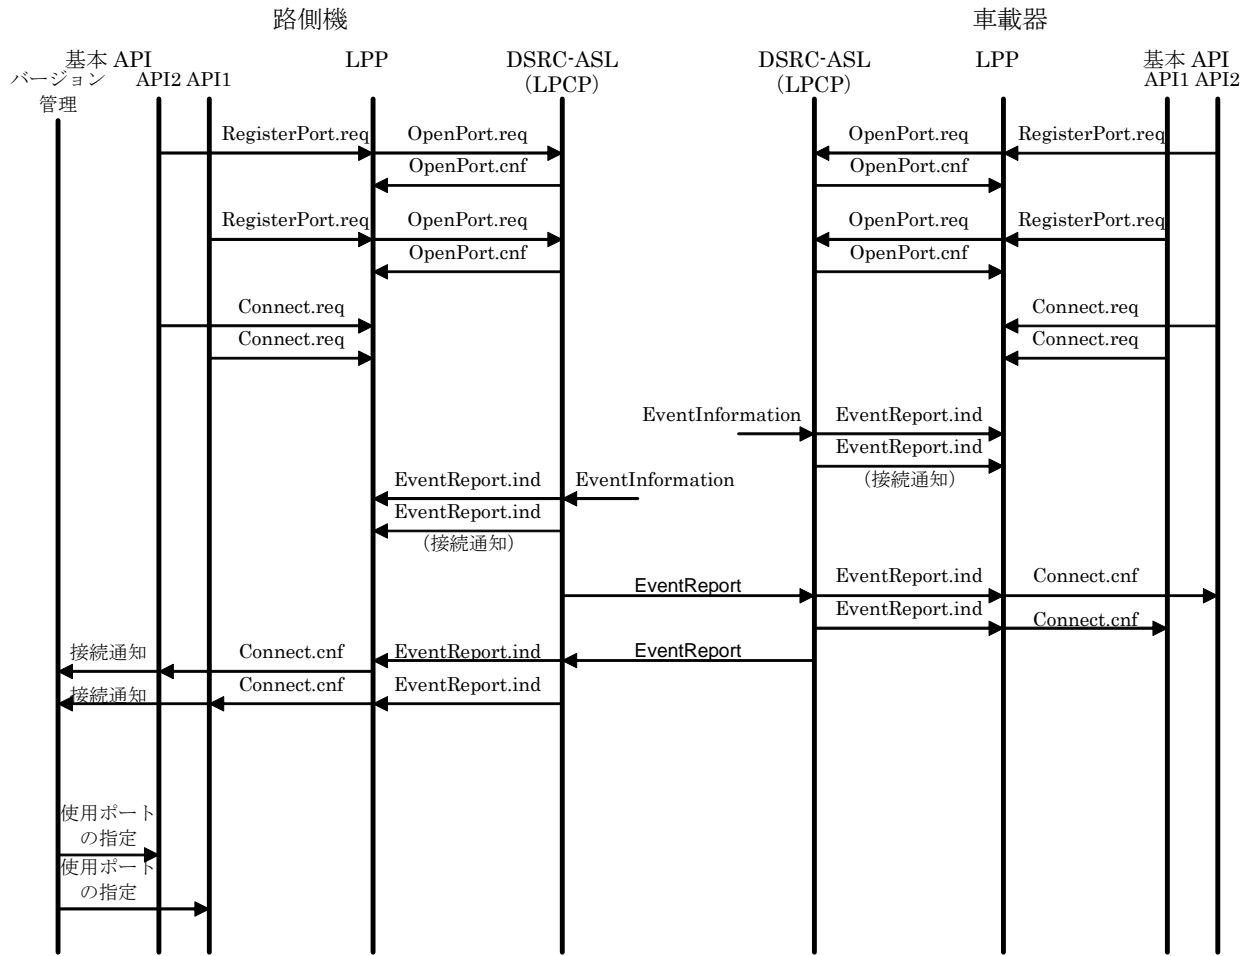 路側機 車載器
基本 API LPP DSRC-ASL DSRC-ASL LPP 基本 API
バージョン API2 API1 (LPCP) (LPCP) API1 API2
管理
RegisterPort.req OpenPort.req OpenPort.req RegisterPort.req
OpenPort.cnf OpenPort.cnf
RegisterPort.req OpenPort.req OpenPort.req RegisterPort.req
OpenPort.cnf OpenPort.cnf
Connect.req Connect.req
Connect.req Connect.req
EventInformation EventReport.ind
EventReport.ind
(接続通知)
EventReport.ind EventInformation
EventReport.ind
(接続通知)
EventReport EventReport.ind Connect.cnf
EventReport.ind Connect.cnf
接続通知 Connect.cnf EventReport.ind EventReport
接続通知 Connect.cnf EventReport.ind
使用ポート
の指定
使用ポート
の指定